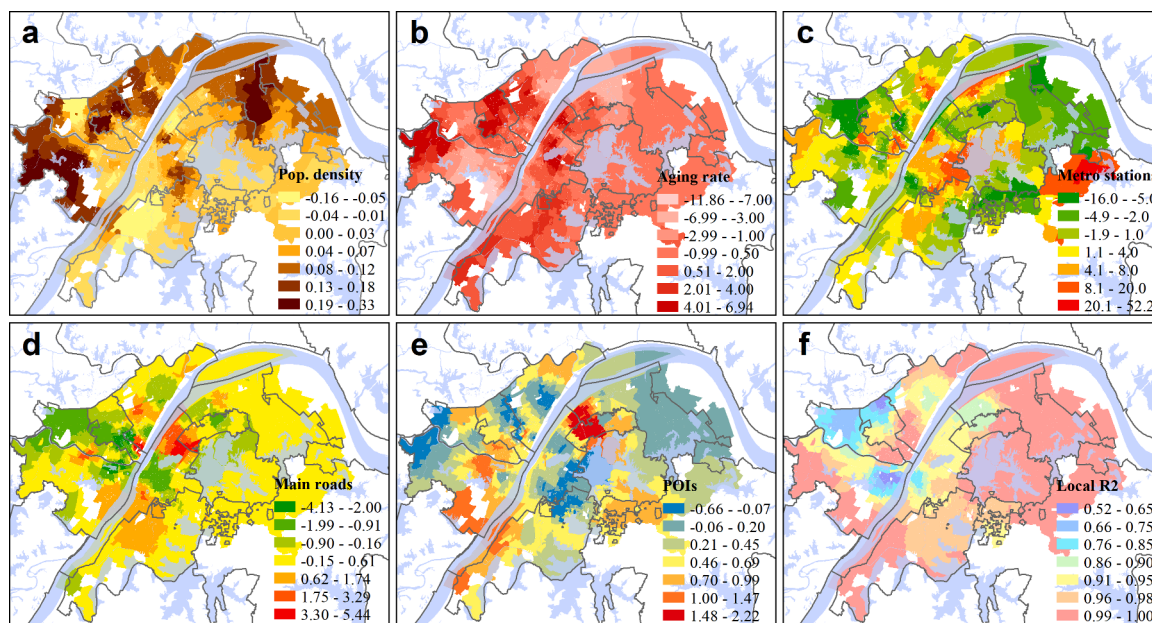 a
Pop. density
-0.16 - -0.05
-0.04 - -0.01
0.00 - 0.03
0.04 - 0.07
0.08 - 0.12
0.13 - 0.18
0.19 - 0.33
b
Aging rate
-11.86 - -7.00
-6.99 - -3.00
-2.99 - -1.00
-0.99 - 0.50
0.51 - 2.00
2.01 - 4.00
4.01 - 6.94
c
Metro stations
-16.0 - -5.0
-4.9 - -2.0
-1.9 - 1.0
1.1 - 4.0
4.1 - 8.0
8.1 - 20.0
20.1 - 52.2
d
Main roads
-4.13 - -2.00
-1.99 - -0.91
-0.90 - -0.16
-0.15 - 0.61
0.62 - 1.74
1.75 - 3.29
3.30 - 5.44
e
POIs
-0.66 - -0.07
-0.06 - 0.20
0.21 - 0.45
0.46 - 0.69
0.70 - 0.99
1.00 - 1.47
1.48 - 2.22
f
Local R2
0.52 - 0.65
0.66 - 0.75
0.76 - 0.85
0.86 - 0.90
0.91 - 0.95
0.96 - 0.98
0.99 - 1.00